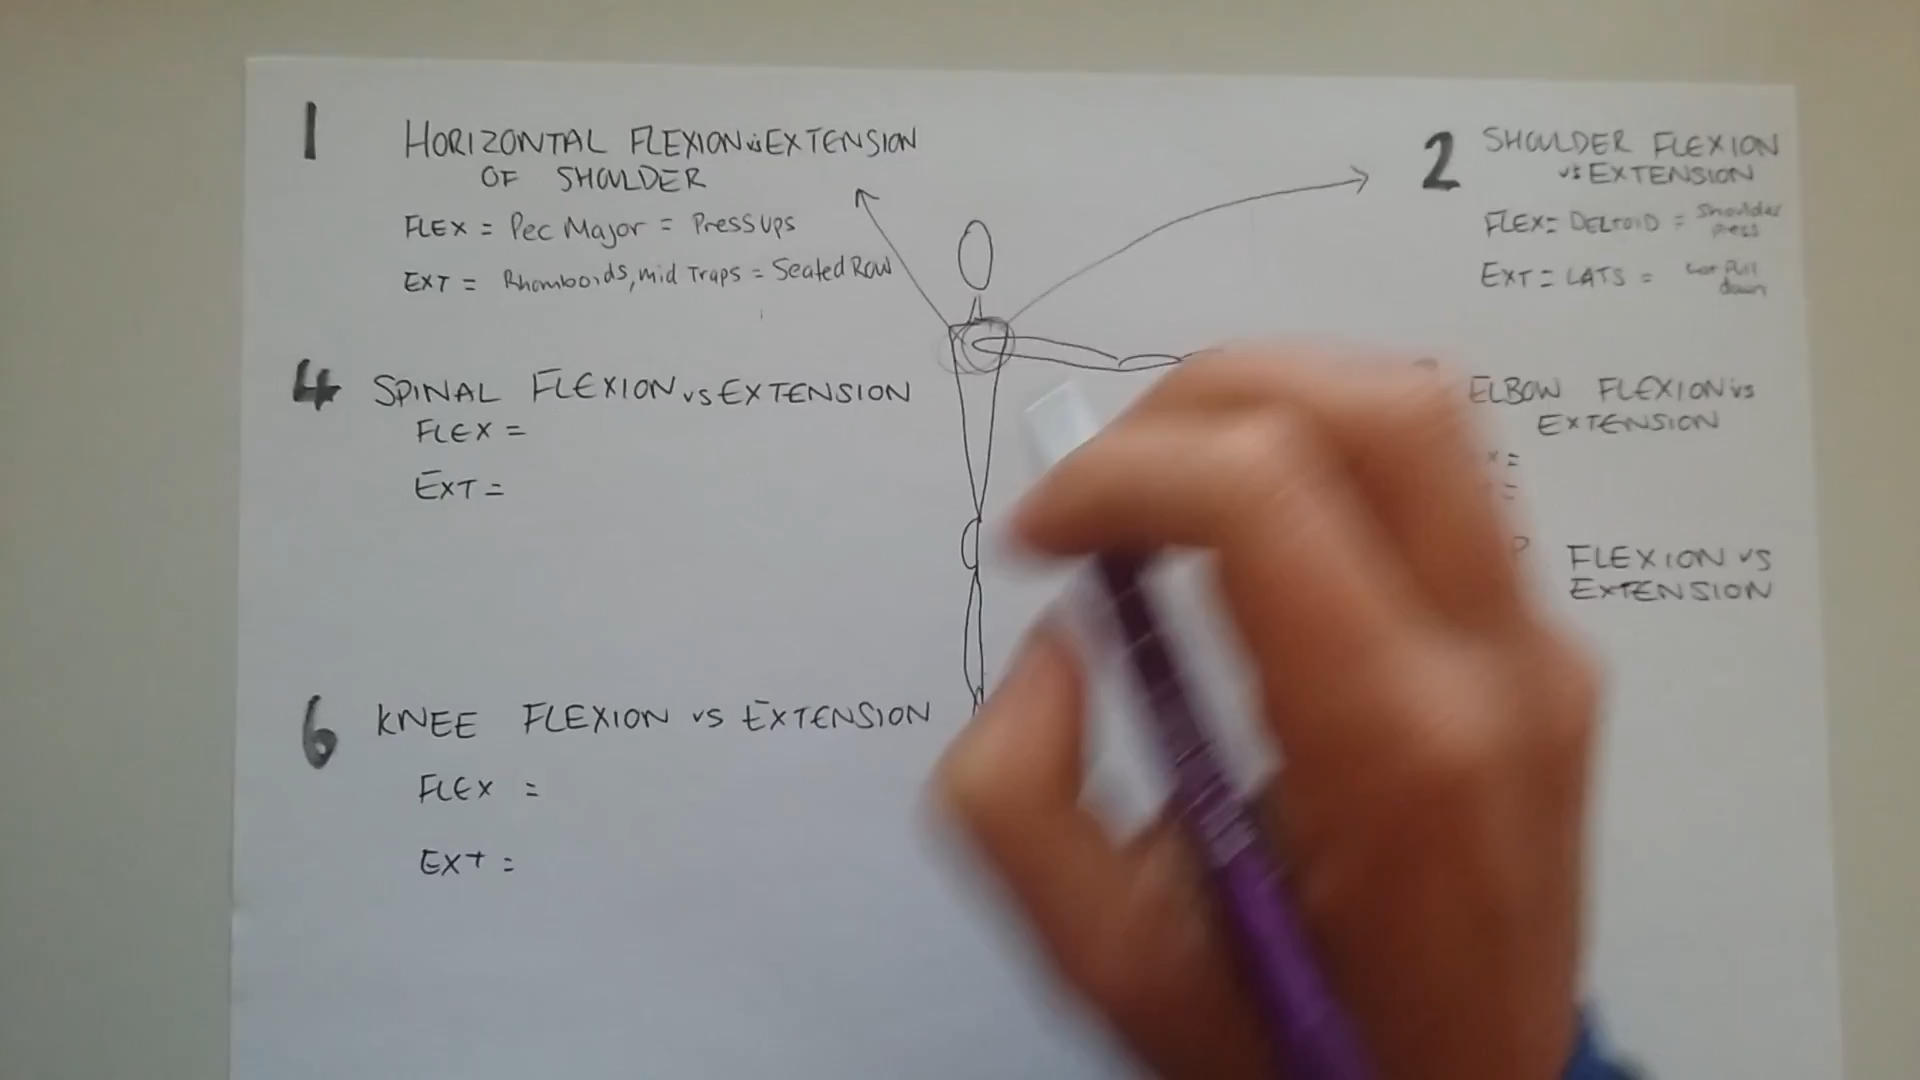 1 HORIZONTAL FLEXION vs EXTENSION
OF SHOULDER
FLEX = Pec Major = Press ups
EXT = Rhomboids, mid Traps = Seated Row
2 SHOULDER FLEXION
vs EXTENSION
FLEX = DELTOID = Shoulder
press
EXT = LATS = Lat Pull
down
4 SPINAL FLEXION vs EXTENSION
FLEX =
EXT =
ELBOW FLEXION vs
EXTENSION
X =
=
P FLEXION vs
EXTENSION
6 KNEE FLEXION vs EXTENSION
FLEX =
EXT =